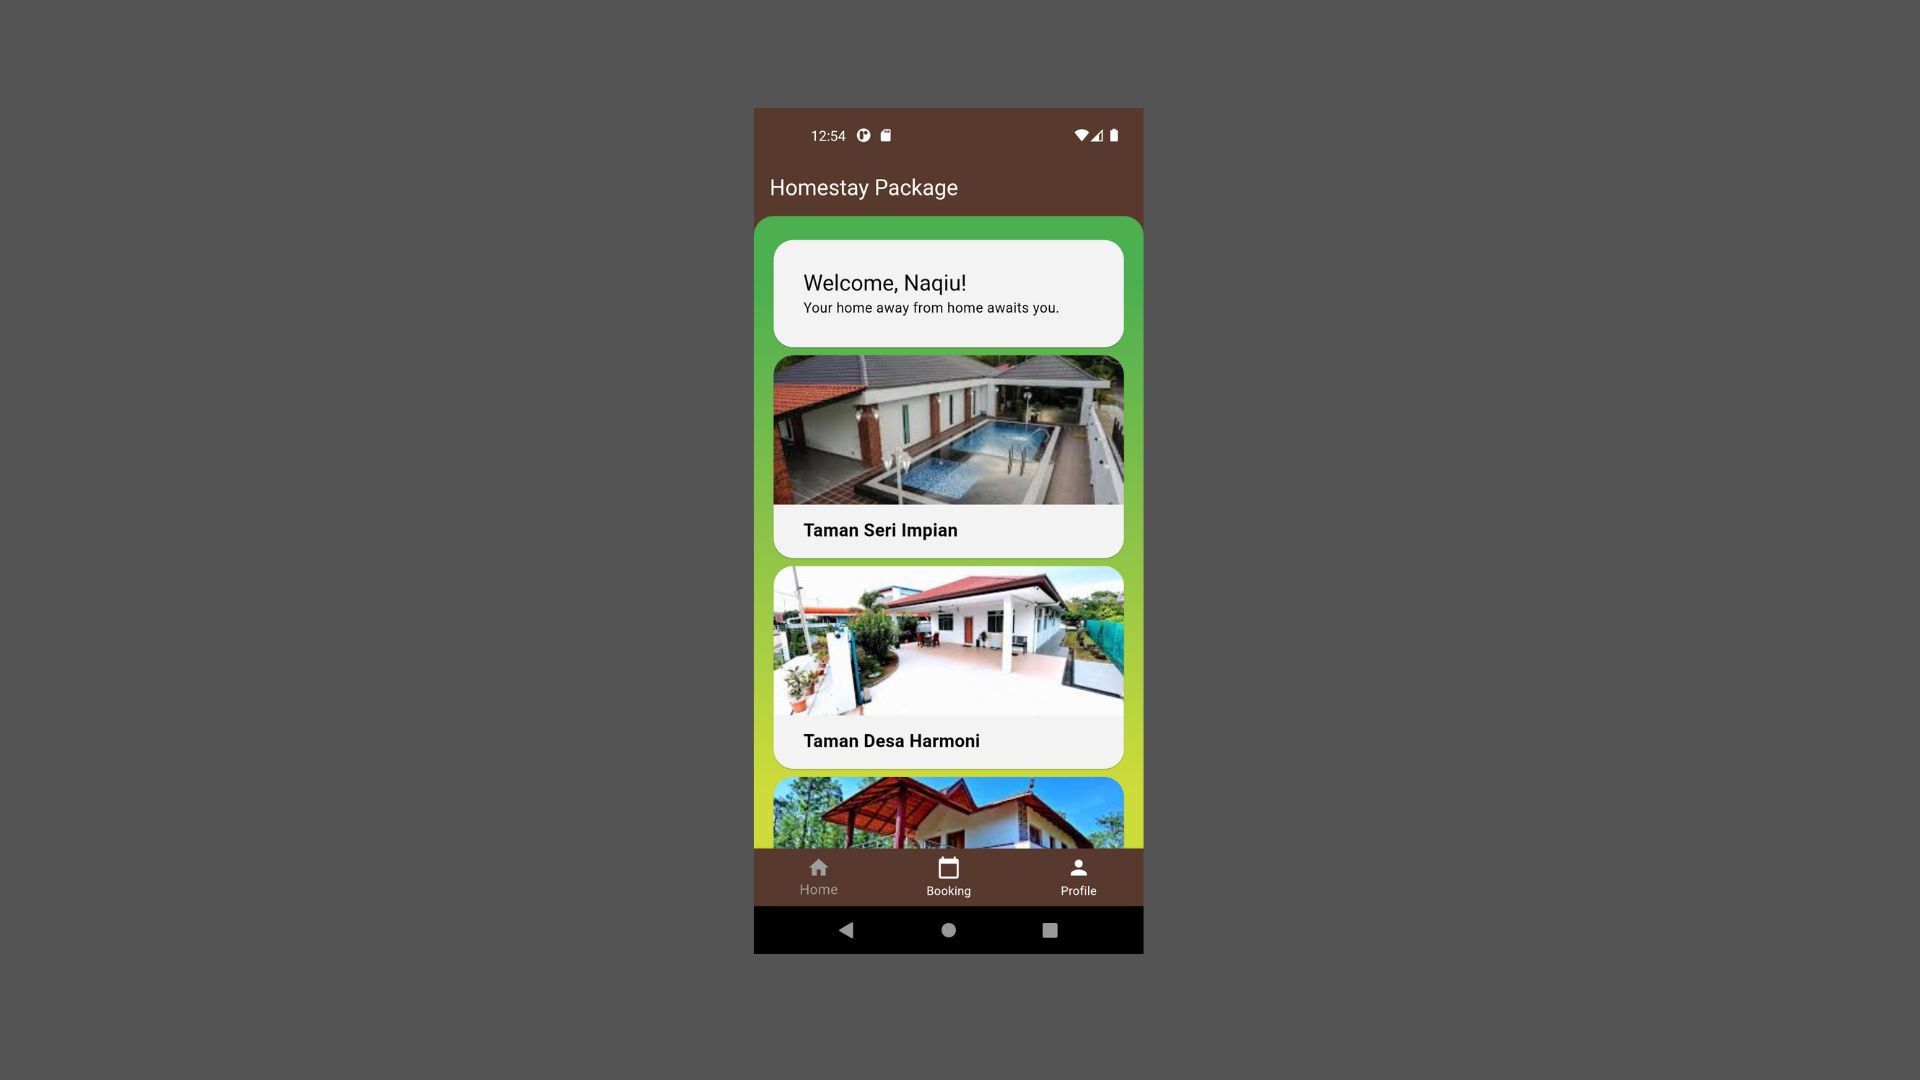 12:54
Homestay Package
Welcome, Naqiu!
Your home away from home awaits you.
Taman Seri Impian
Taman Desa Harmoni
Home
Booking
Profile